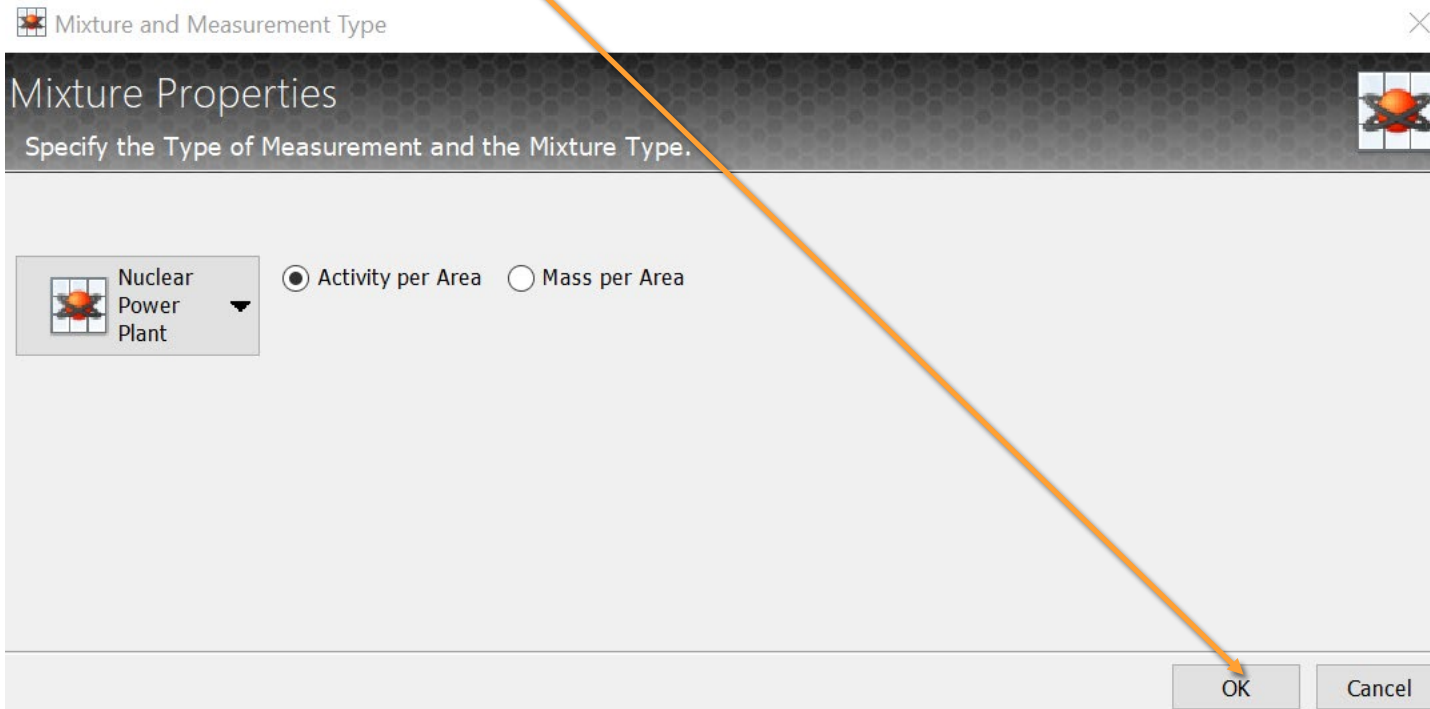 Mixture and Measurement Type
Mixture Properties
Specify the Type of Measurement and the Mixture Type.
Nuclear
Power
Plant
Activity per Area
Mass per Area
OK
Cancel